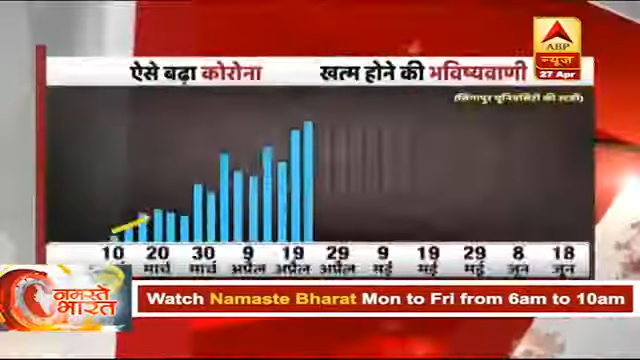 ABP
न्यूज़
27 Apr
ऐसे बढ़ा कोरोना
खत्म होने की भविष्यवाणी
(सिंगापुर यूनिवर्सिटी की स्टडी)
10 20 30 9 19 29 9 19 29 8 18
मार्च मार्च अप्रैल अप्रैल अप्रैल मई मई मई जून जून
नमस्ते
भारत
Watch Namaste Bharat Mon to Fri from 6am to 10am